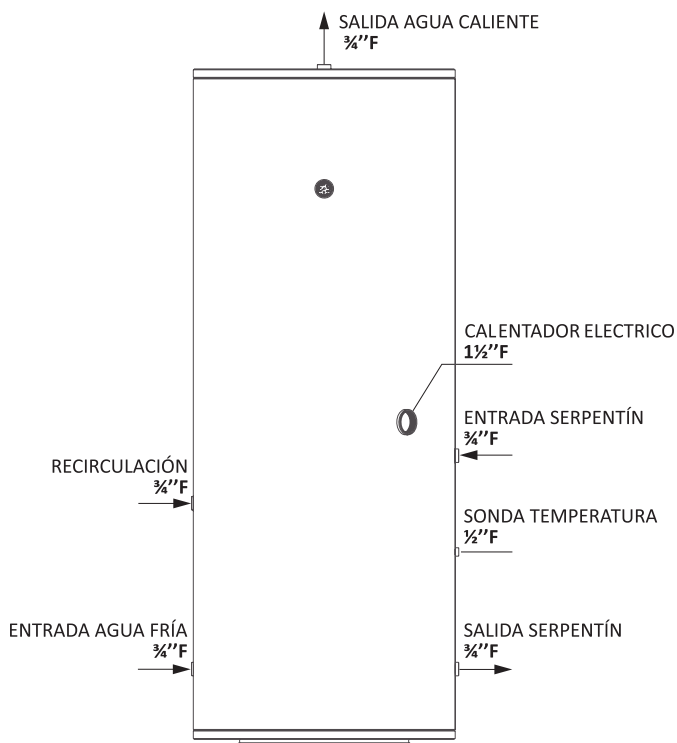 SALIDA AGUA CALIENTE
¾’’F
CALENTADOR ELECTRICO
1½’’F
ENTRADA SERPENTÍN
¾’’F
RECIRCULACIÓN
¾’’F
SONDA TEMPERATURA
½’’F
ENTRADA AGUA FRÍA
¾’’F
SALIDA SERPENTÍN
¾’’F